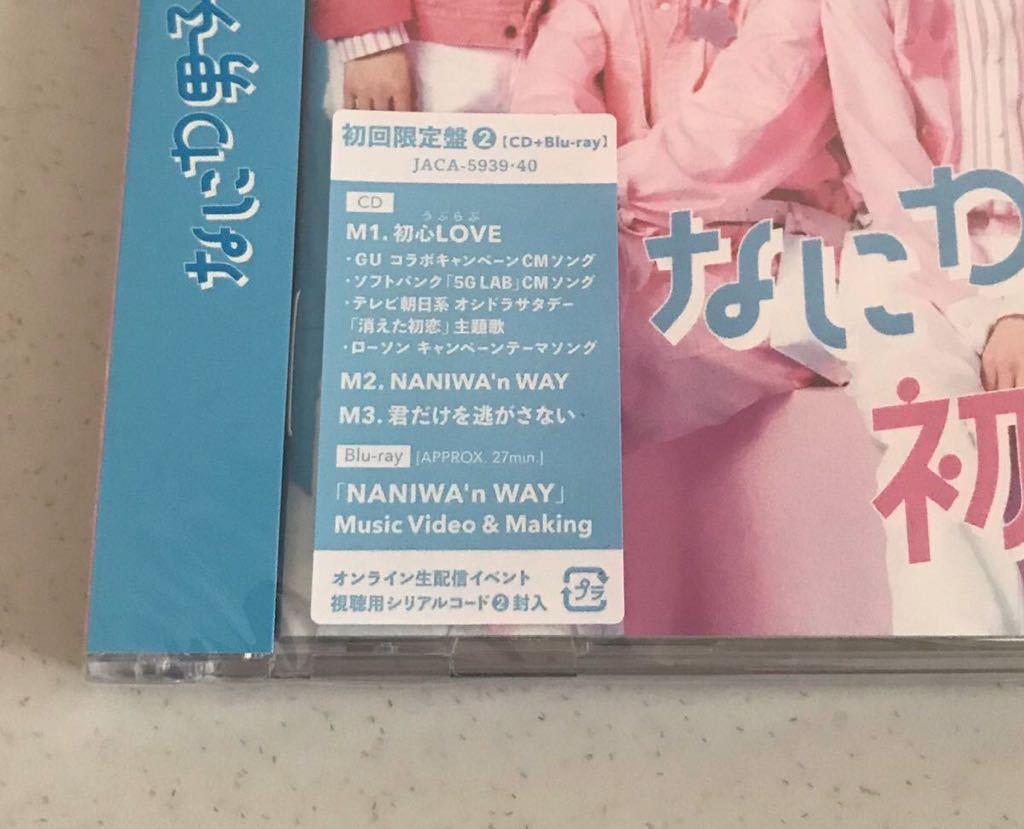 なにわ男子
初回限定盤❷【CD+Blu-ray】
JACA-5939・40
CD
うぶらぶ
M1. 初心LOVE
・GU コラボキャンペーンCMソング
・ソフトバンク「5G LAB」CMソング
・テレビ朝日系 オシドラサタデー
「消えた初恋」主題歌
・ローソン キャンペーンテーマソング
M2. NANIWA'n WAY
M3. 君だけを逃がさない
Blu-ray [APPROX. 27min.]
「NANIWA'n WAY」
Music Video & Making
オンライン生配信イベント
視聴用シリアルコード❷封入
プラ
なにわ
初